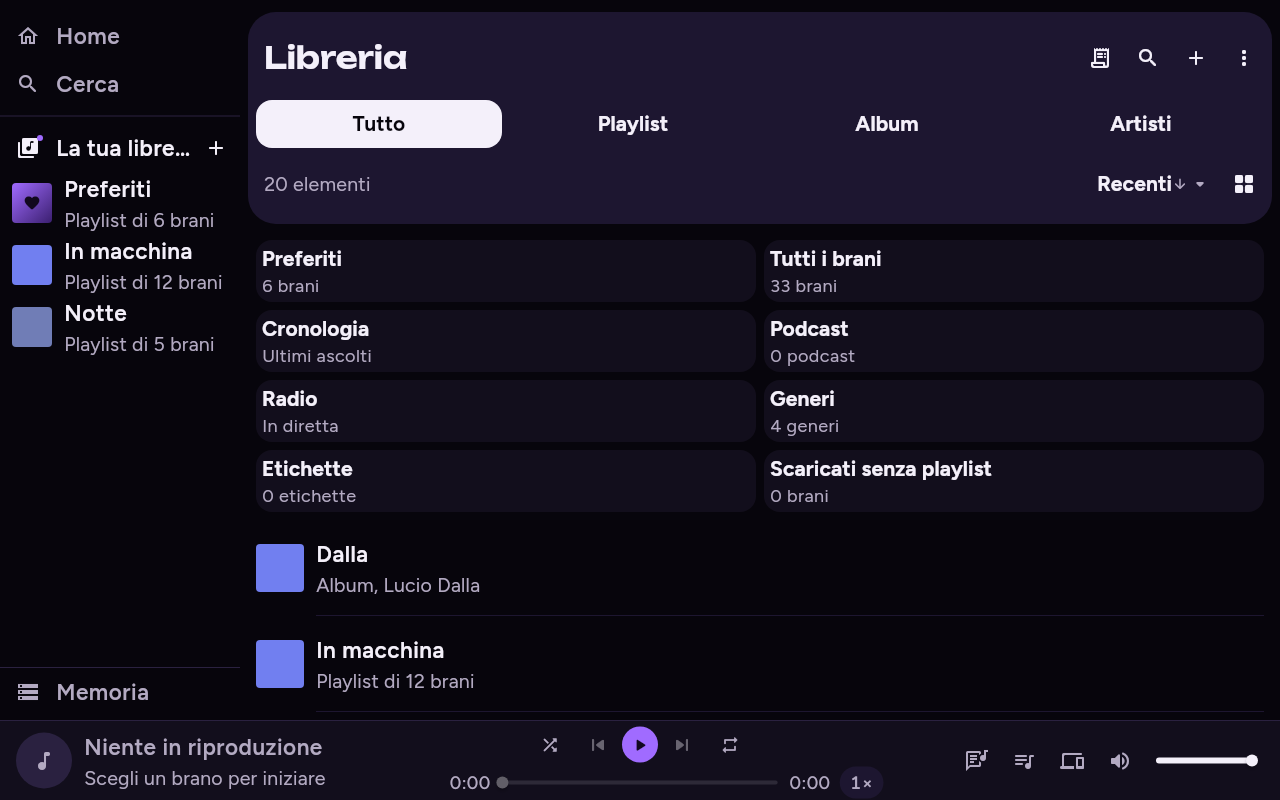 Home
Cerca
La tua libre...
Preferiti
Playlist di 6 brani
In macchina
Playlist di 12 brani
Notte
Playlist di 5 brani
Memoria
Libreria
Tutto
Playlist
Album
Artisti
20 elementi
Recenti
Preferiti
6 brani
Tutti i brani
33 brani
Cronologia
Ultimi ascolti
Podcast
0 podcast
Radio
In diretta
Generi
4 generi
Etichette
0 etichette
Scaricati senza playlist
0 brani
Dalla
Album, Lucio Dalla
In macchina
Playlist di 12 brani
Niente in riproduzione
Scegli un brano per iniziare
0:00
0:00
1×